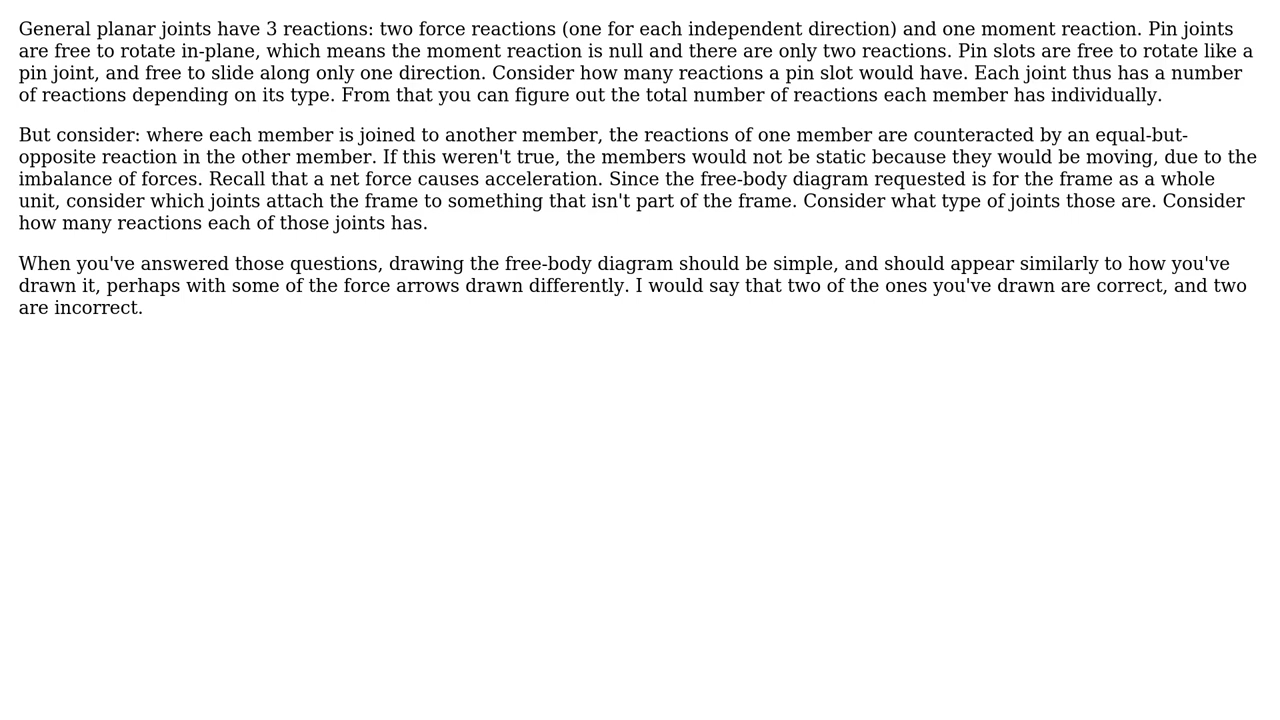 General planar joints have 3 reactions: two force reactions (one for each independent direction) and one moment reaction. Pin joints
are free to rotate in-plane, which means the moment reaction is null and there are only two reactions. Pin slots are free to rotate like a
pin joint, and free to slide along only one direction. Consider how many reactions a pin slot would have. Each joint thus has a number
of reactions depending on its type. From that you can figure out the total number of reactions each member has individually.
But consider: where each member is joined to another member, the reactions of one member are counteracted by an equal-but-
opposite reaction in the other member. If this weren't true, the members would not be static because they would be moving, due to the
imbalance of forces. Recall that a net force causes acceleration. Since the free-body diagram requested is for the frame as a whole
unit, consider which joints attach the frame to something that isn't part of the frame. Consider what type of joints those are. Consider
how many reactions each of those joints has.
When you've answered those questions, drawing the free-body diagram should be simple, and should appear similarly to how you've
drawn it, perhaps with some of the force arrows drawn differently. I would say that two of the ones you've drawn are correct, and two
are incorrect.